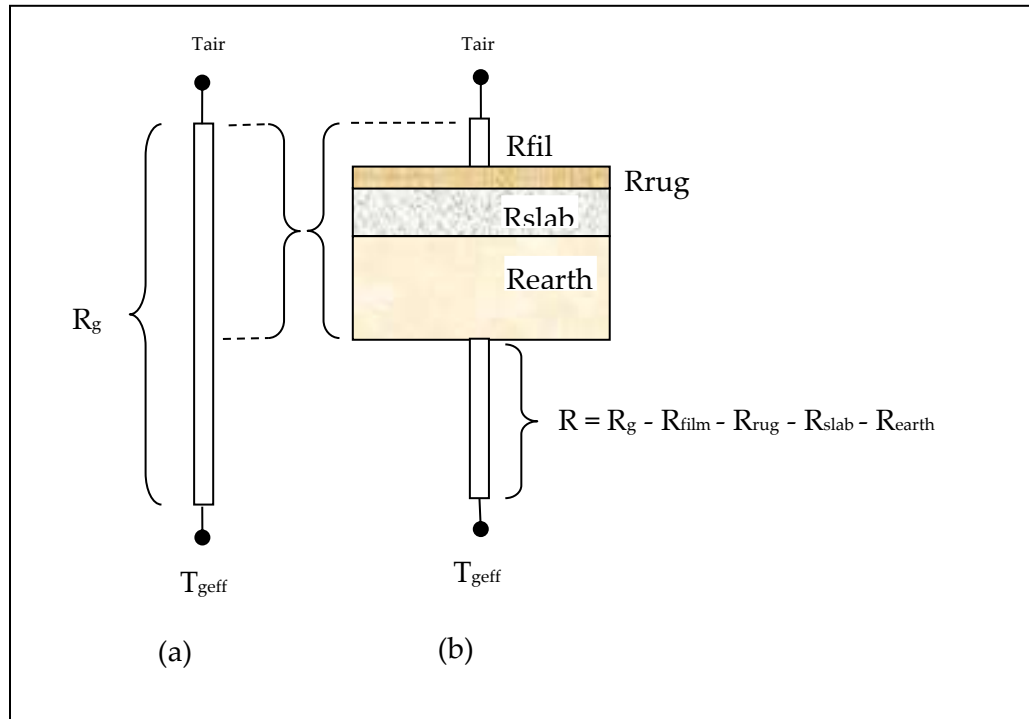 Tair
Tair
Rfil
Rrug
Rslab
Rearth
Rg
R = Rg - Rfilm - Rrug - Rslab - Rearth
Tgeff
Tgeff
(a)
(b)